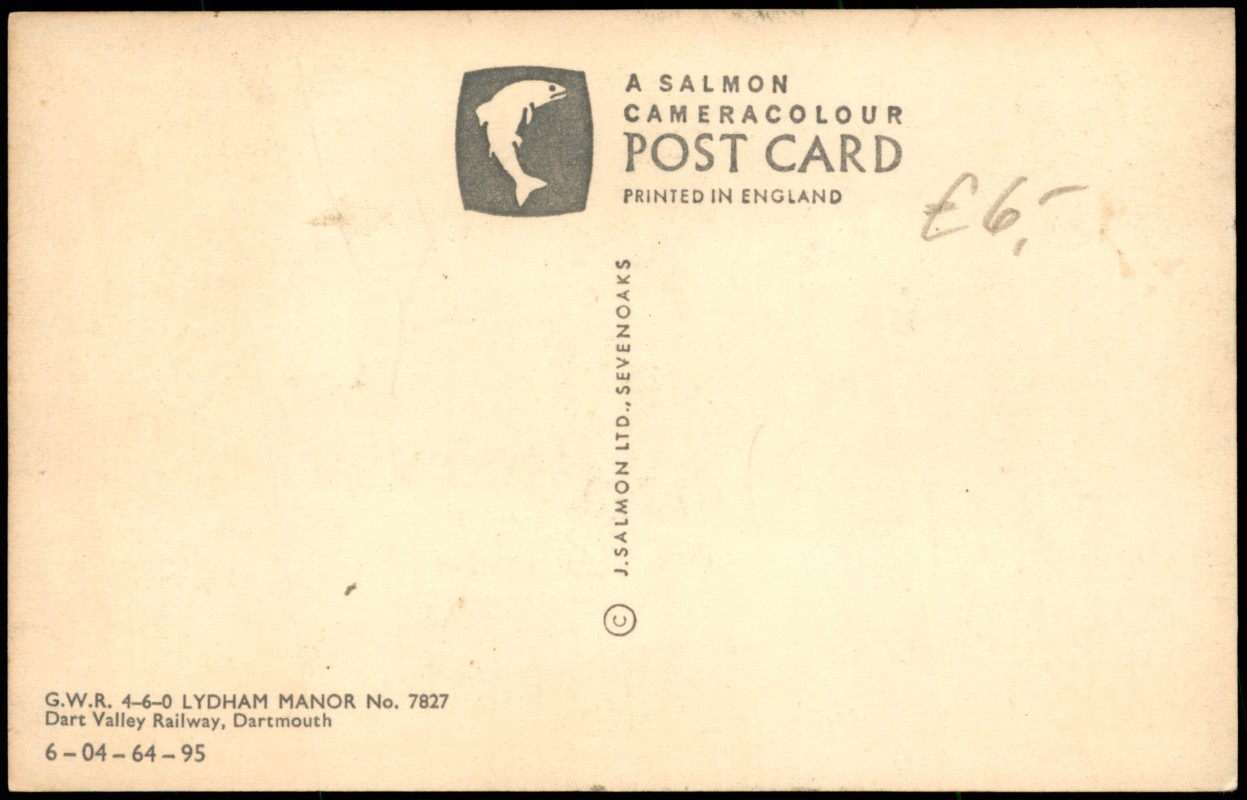 A SALMON
CAMERACOLOUR
POST CARD
PRINTED IN ENGLAND
£6,-
© J. SALMON LTD., SEVENOAKS
G.W.R. 4–6–0 LYDHAM MANOR No. 7827
Dart Valley Railway, Dartmouth
6 – 04 – 64 – 95